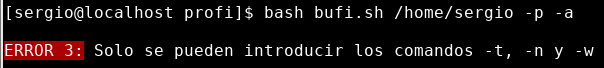 [sergio@localhost profi]$ bash bufi.sh /home/sergio -p -a
ERROR 3: Solo se pueden introducir los comandos -t, -n y -w